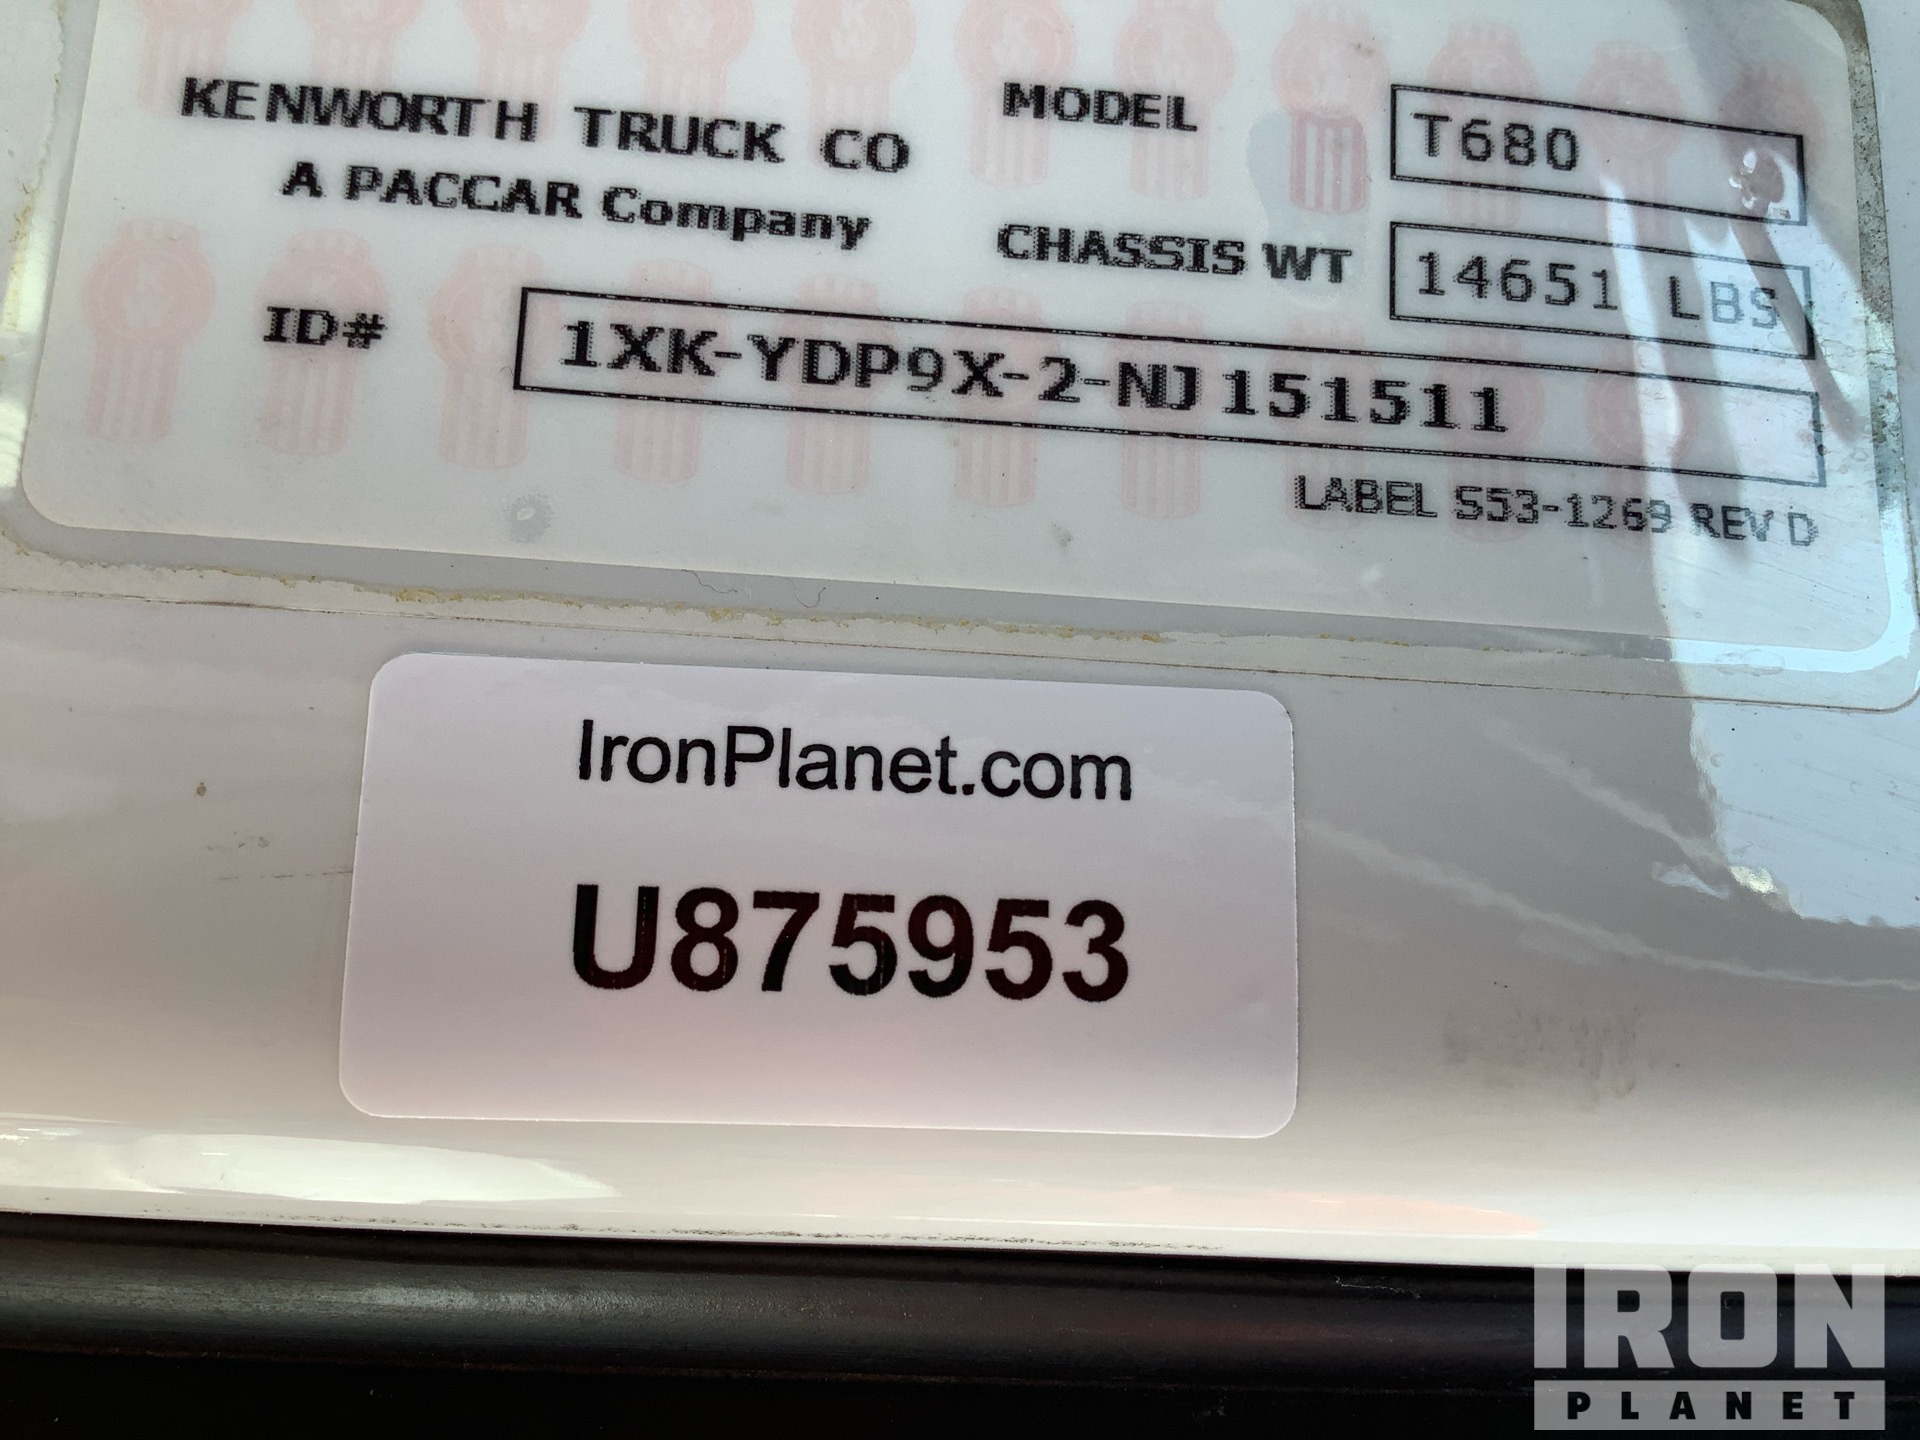 KENWORTH TRUCK CO
A PACCAR Company
MODEL T680
CHASSIS WT 14651 LBS
ID# 1XK-YDP9X-2-NJ151511
LABEL S53-1269 REV D
IronPlanet.com
U875953
IRON
PLANET